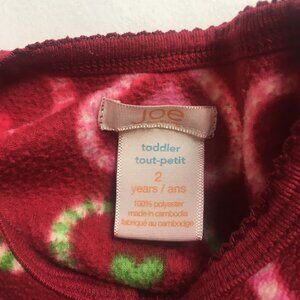 joe
toddler
tout-petit
2
years / ans
100% polyester
made in cambodia
fabriqué au cambodge